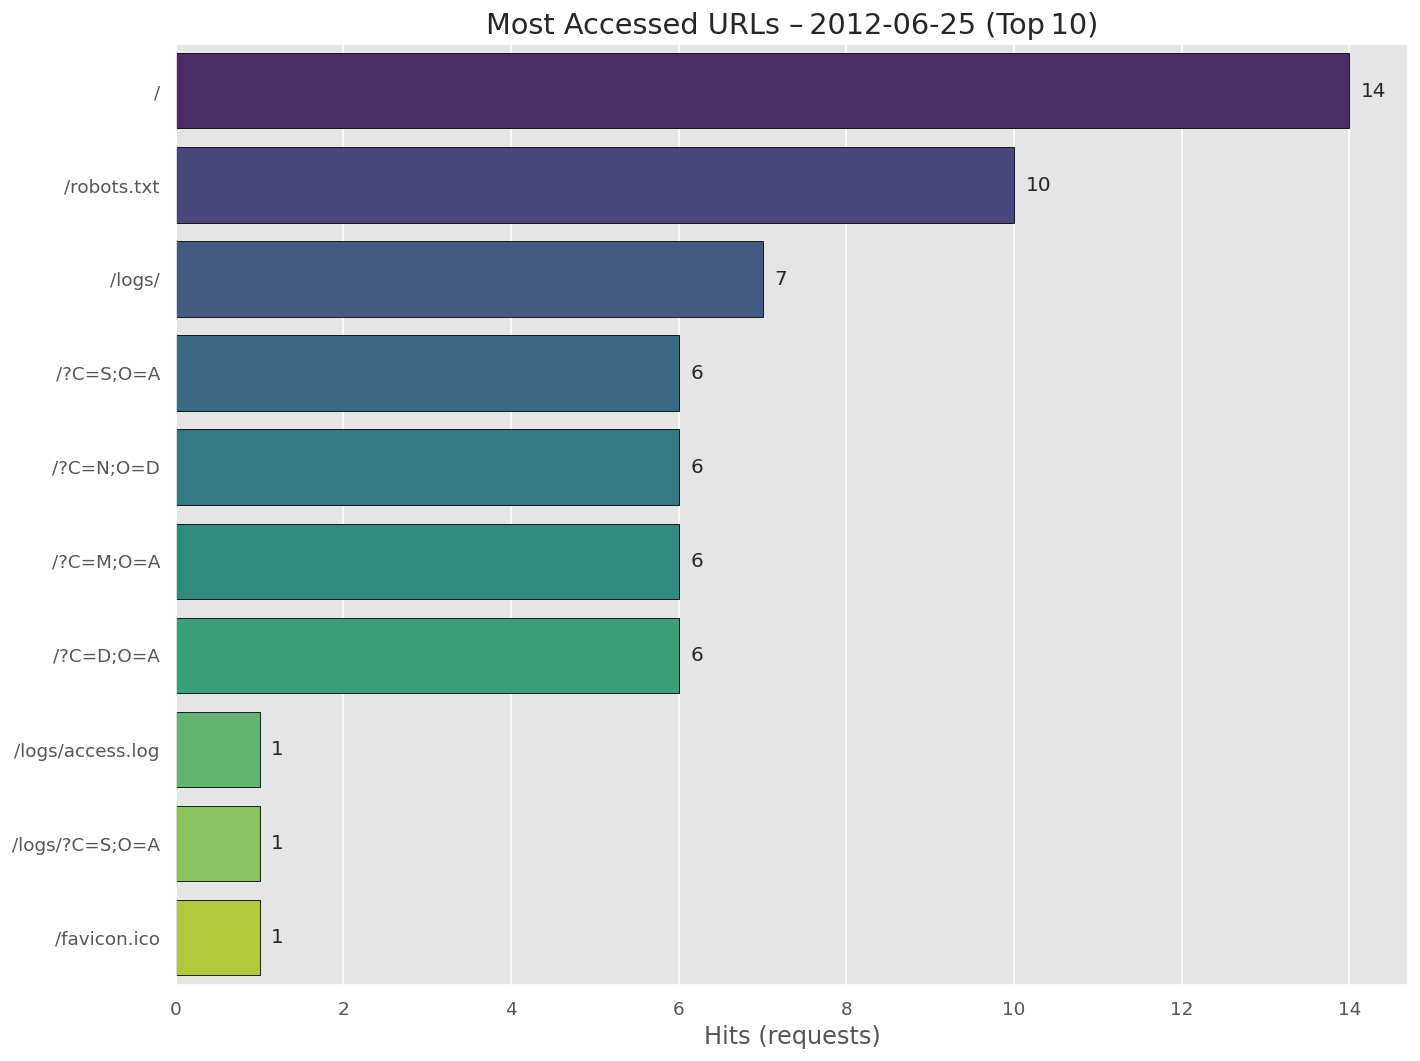 Most Accessed URLs – 2012-06-25 (Top 10)
/ 14
/robots.txt 10
/logs/ 7
/?C=S;O=A 6
/?C=N;O=D 6
/?C=M;O=A 6
/?C=D;O=A 6
/logs/access.log 1
/logs/?C=S;O=A 1
/favicon.ico 1
0 2 4 6 8 10 12 14
Hits (requests)